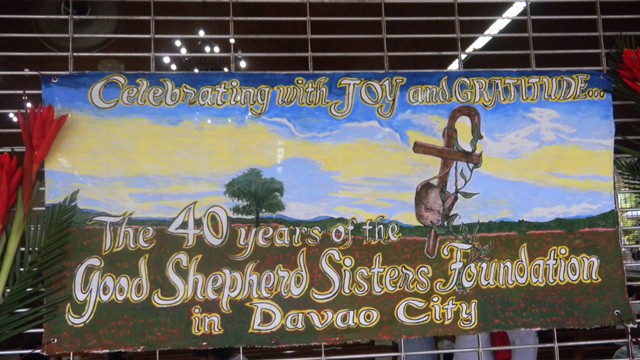 Celebrating with JOY and GRATITUDE...
The 40 years of the
Good Shepherd Sisters Foundation
in Davao City